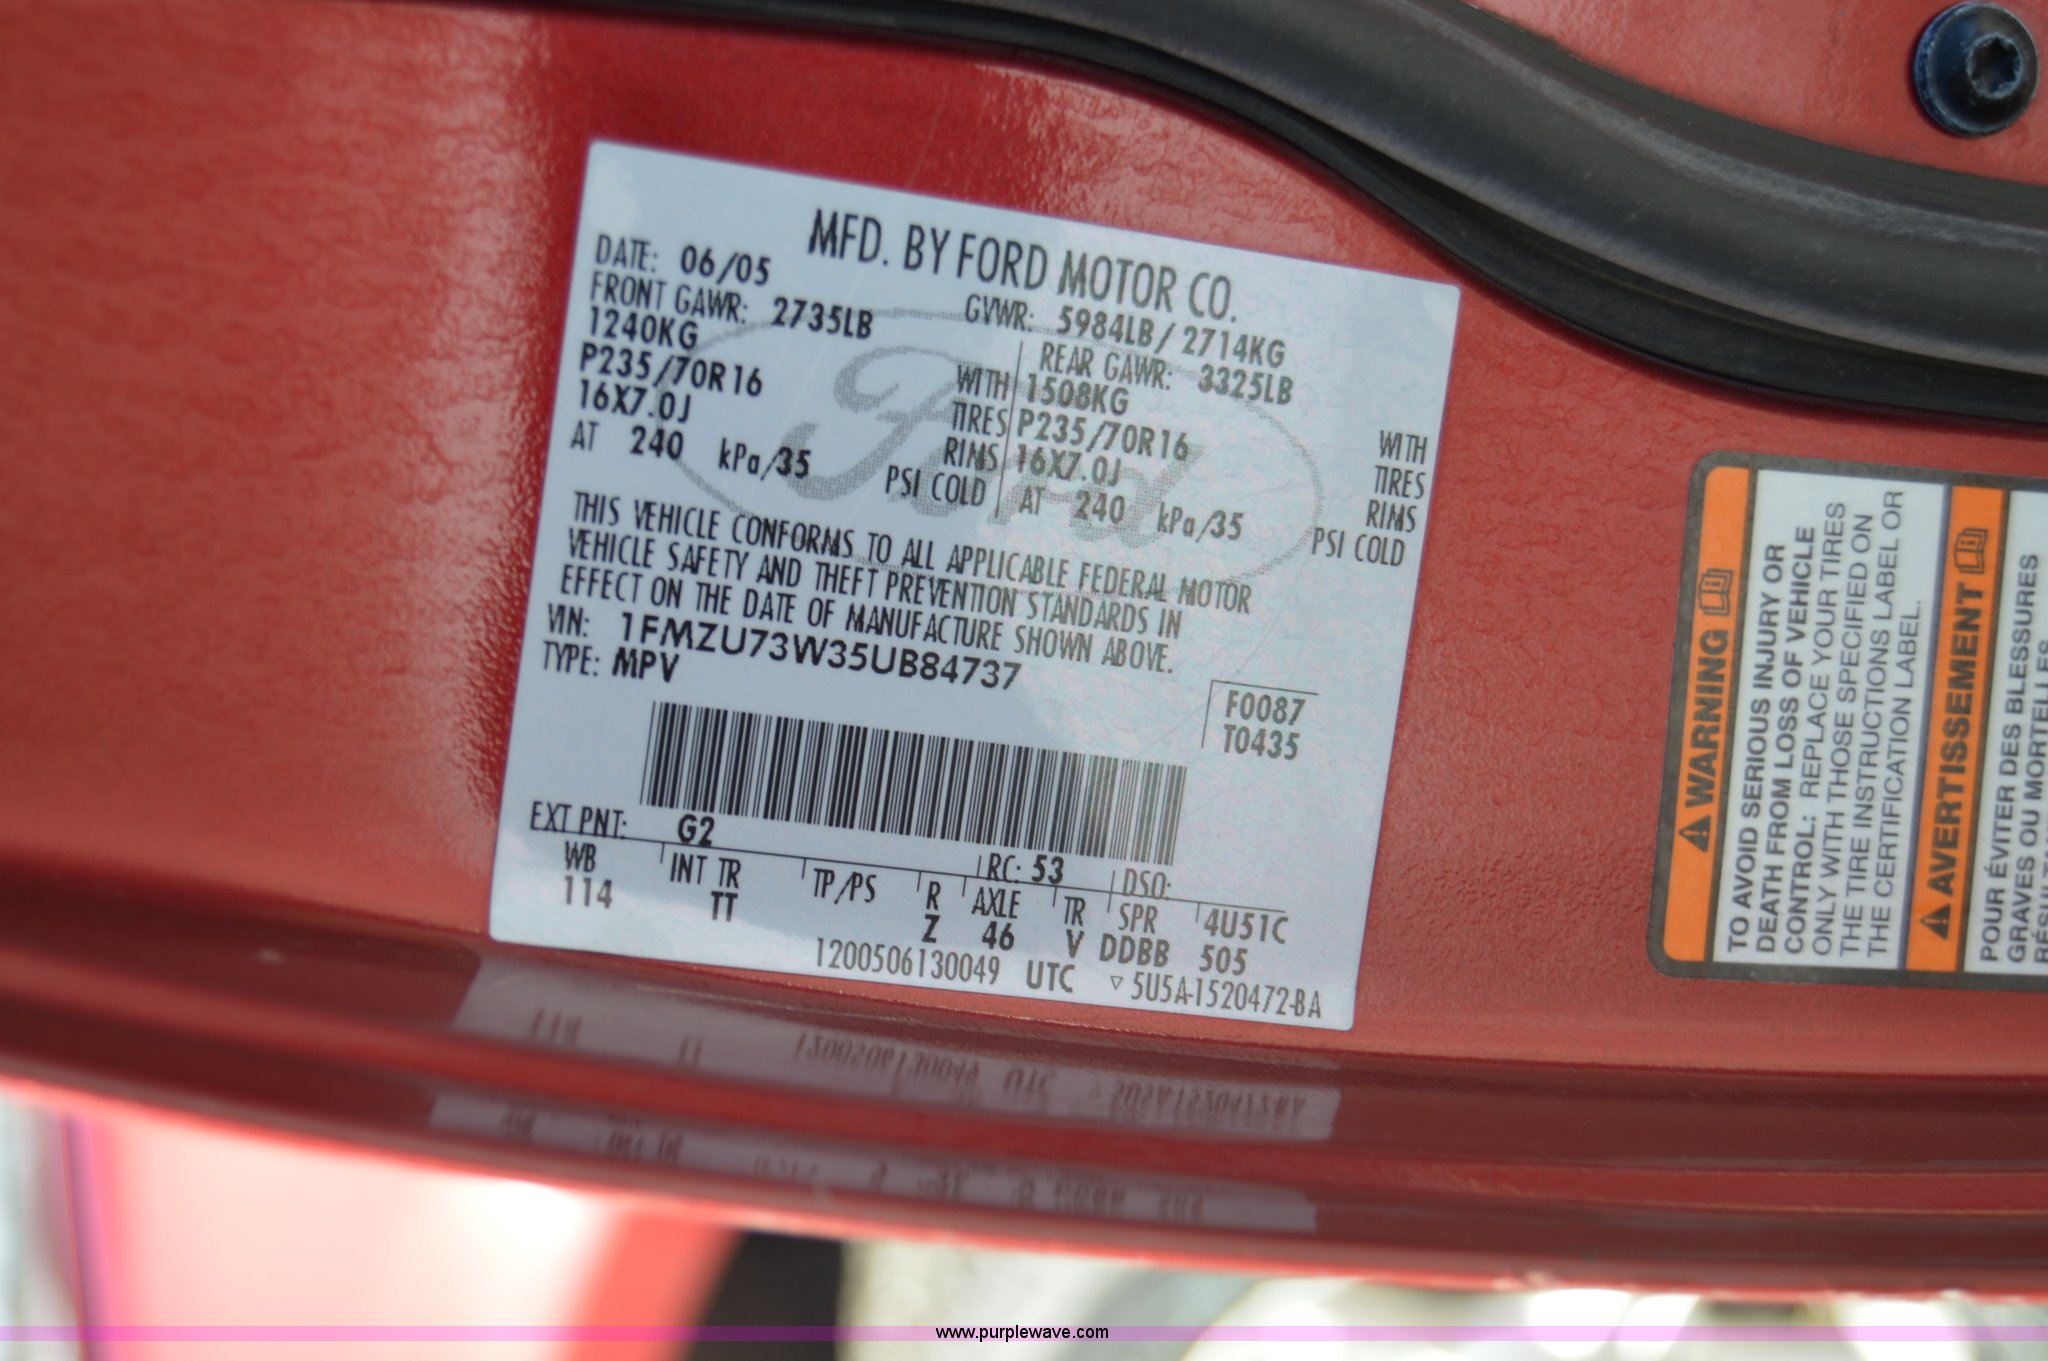 MFD. BY FORD MOTOR CO.
DATE: 06/05
GVWR: 5984LB / 2714KG
FRONT GAWR: 2735LB
1240KG WITH
P235/70R16 TIRES
16X7.0J RIMS
AT 240 kPa/35 PSI COLD
REAR GAWR: 3325LB
1508KG WITH
P235/70R16 TIRES
16X7.0J RIMS
AT 240 kPa/35 PSI COLD
Ford
THIS VEHICLE CONFORMS TO ALL APPLICABLE FEDERAL MOTOR
VEHICLE SAFETY AND THEFT PREVENTION STANDARDS IN
EFFECT ON THE DATE OF MANUFACTURE SHOWN ABOVE.
VIN: 1FMZU73W35UB84737
TYPE: MPV
F0087
T0435
EXT PNT: G2
RC: 53 DSO:
WB INT TR TP/PS R AXLE TR SPR 4U51C
114 TT Z 46 V DDBB 505
1200506130049 UTC ▽ 5U5A-1520472-BA
WARNING
TO AVOID SERIOUS INJURY OR
DEATH FROM LOSS OF VEHICLE
CONTROL: REPLACE YOUR TIRES
ONLY WITH THOSE SPECIFIED ON
THE TIRE INSTRUCTIONS LABEL OR
THE CERTIFICATION LABEL.
AVERTISSEMENT
POUR ÉVITER DES BLESSURES
GRAVES OU MORTELLES
www.purplewave.com